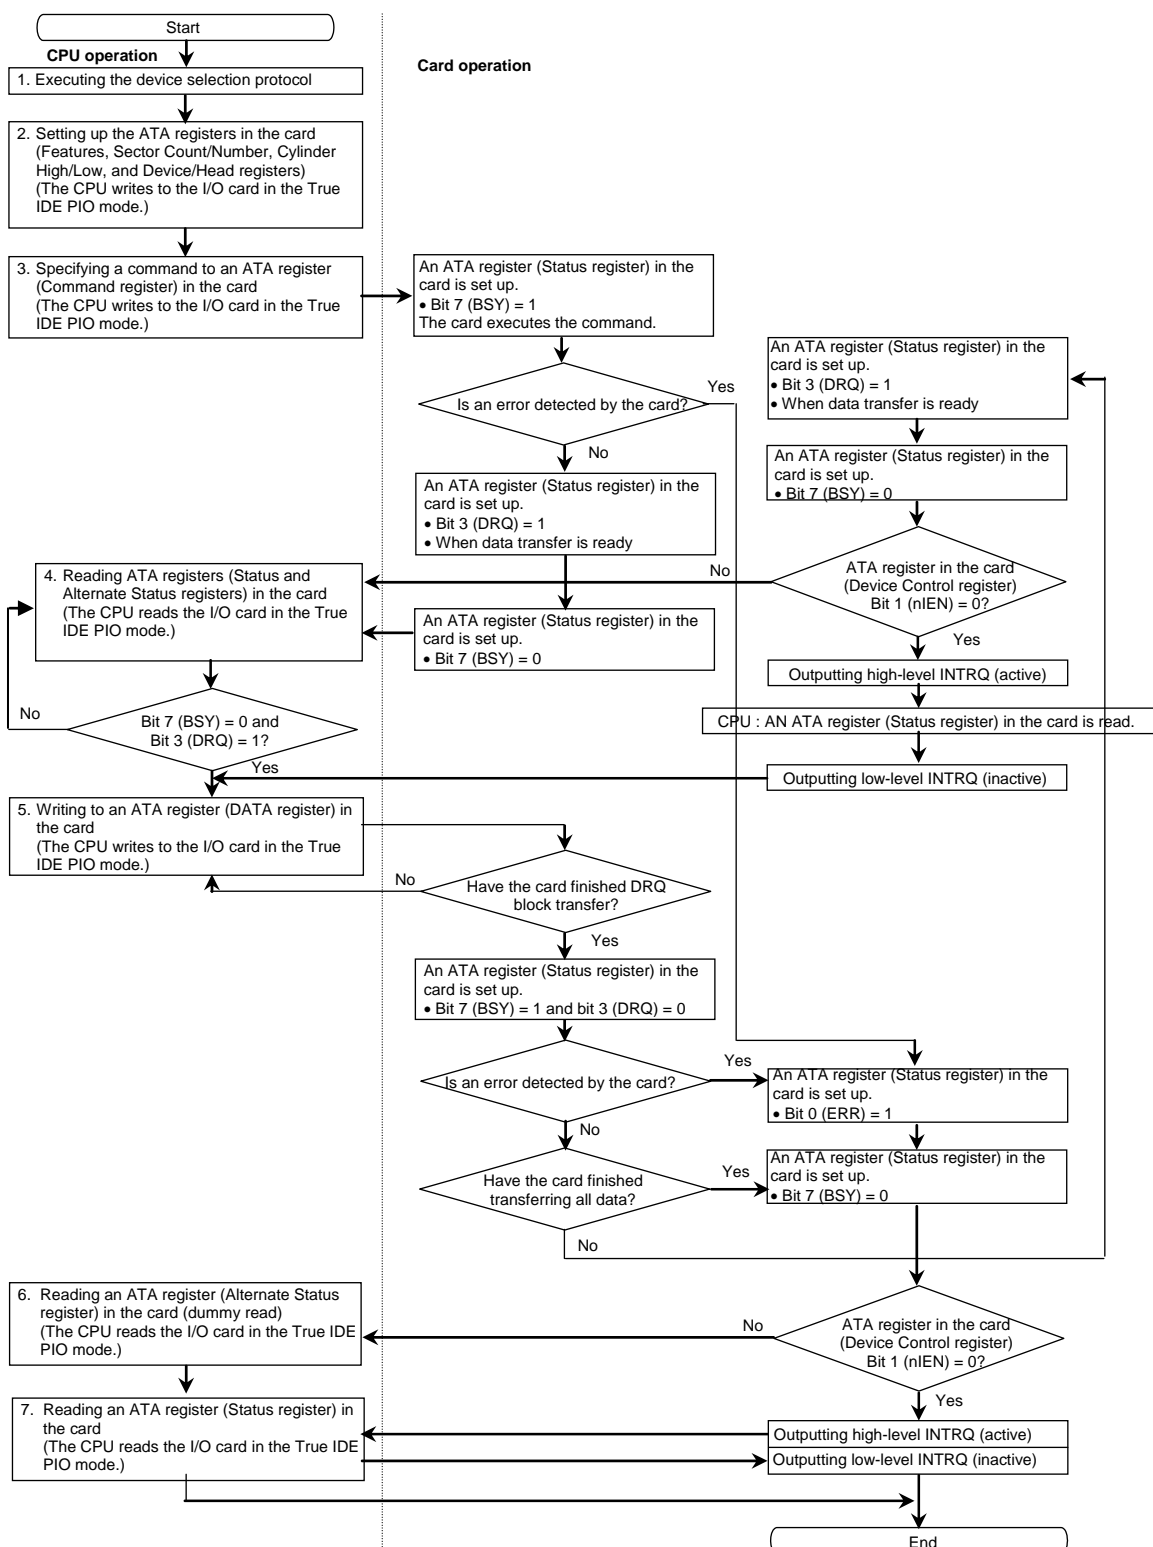 Start
CPU operation
Card operation
1. Executing the device selection protocol
2. Setting up the ATA registers in the card
(Features, Sector Count/Number, Cylinder
High/Low, and Device/Head registers)
(The CPU writes to the I/O card in the True
IDE PIO mode.)
3. Specifying a command to an ATA register
(Command register) in the card
(The CPU writes to the I/O card in the True
IDE PIO mode.)
An ATA register (Status register) in the
card is set up.
• Bit 7 (BSY) = 1
The card executes the command.
An ATA register (Status register) in the
card is set up.
• Bit 3 (DRQ) = 1
• When data transfer is ready
Is an error detected by the card?
Yes
No
An ATA register (Status register) in the
card is set up.
• Bit 7 (BSY) = 0
An ATA register (Status register) in the
card is set up.
• Bit 3 (DRQ) = 1
• When data transfer is ready
ATA register in the card
(Device Control register)
Bit 1 (nIEN) = 0?
No
Yes
4. Reading ATA registers (Status and
Alternate Status registers) in the card
(The CPU reads the I/O card in the True
IDE PIO mode.)
An ATA register (Status register) in the
card is set up.
• Bit 7 (BSY) = 0
Outputting high-level INTRQ (active)
CPU : AN ATA register (Status register) in the card is read.
No
Bit 7 (BSY) = 0 and
Bit 3 (DRQ) = 1?
Yes
Outputting low-level INTRQ (inactive)
5. Writing to an ATA register (DATA register) in
the card
(The CPU writes to the I/O card in the True
IDE PIO mode.)
No
Have the card finished DRQ
block transfer?
Yes
An ATA register (Status register) in the
card is set up.
• Bit 7 (BSY) = 1 and bit 3 (DRQ) = 0
Is an error detected by the card?
Yes
No
An ATA register (Status register) in the
card is set up.
• Bit 0 (ERR) = 1
Have the card finished
transferring all data?
Yes
No
An ATA register (Status register) in the
card is set up.
• Bit 7 (BSY) = 0
6. Reading an ATA register (Alternate Status
register) in the card (dummy read)
(The CPU reads the I/O card in the True IDE
PIO mode.)
No
ATA register in the card
(Device Control register)
Bit 1 (nIEN) = 0?
Yes
7. Reading an ATA register (Status register) in
the card
(The CPU reads the I/O card in the True IDE
PIO mode.)
Outputting high-level INTRQ (active)
Outputting low-level INTRQ (inactive)
End